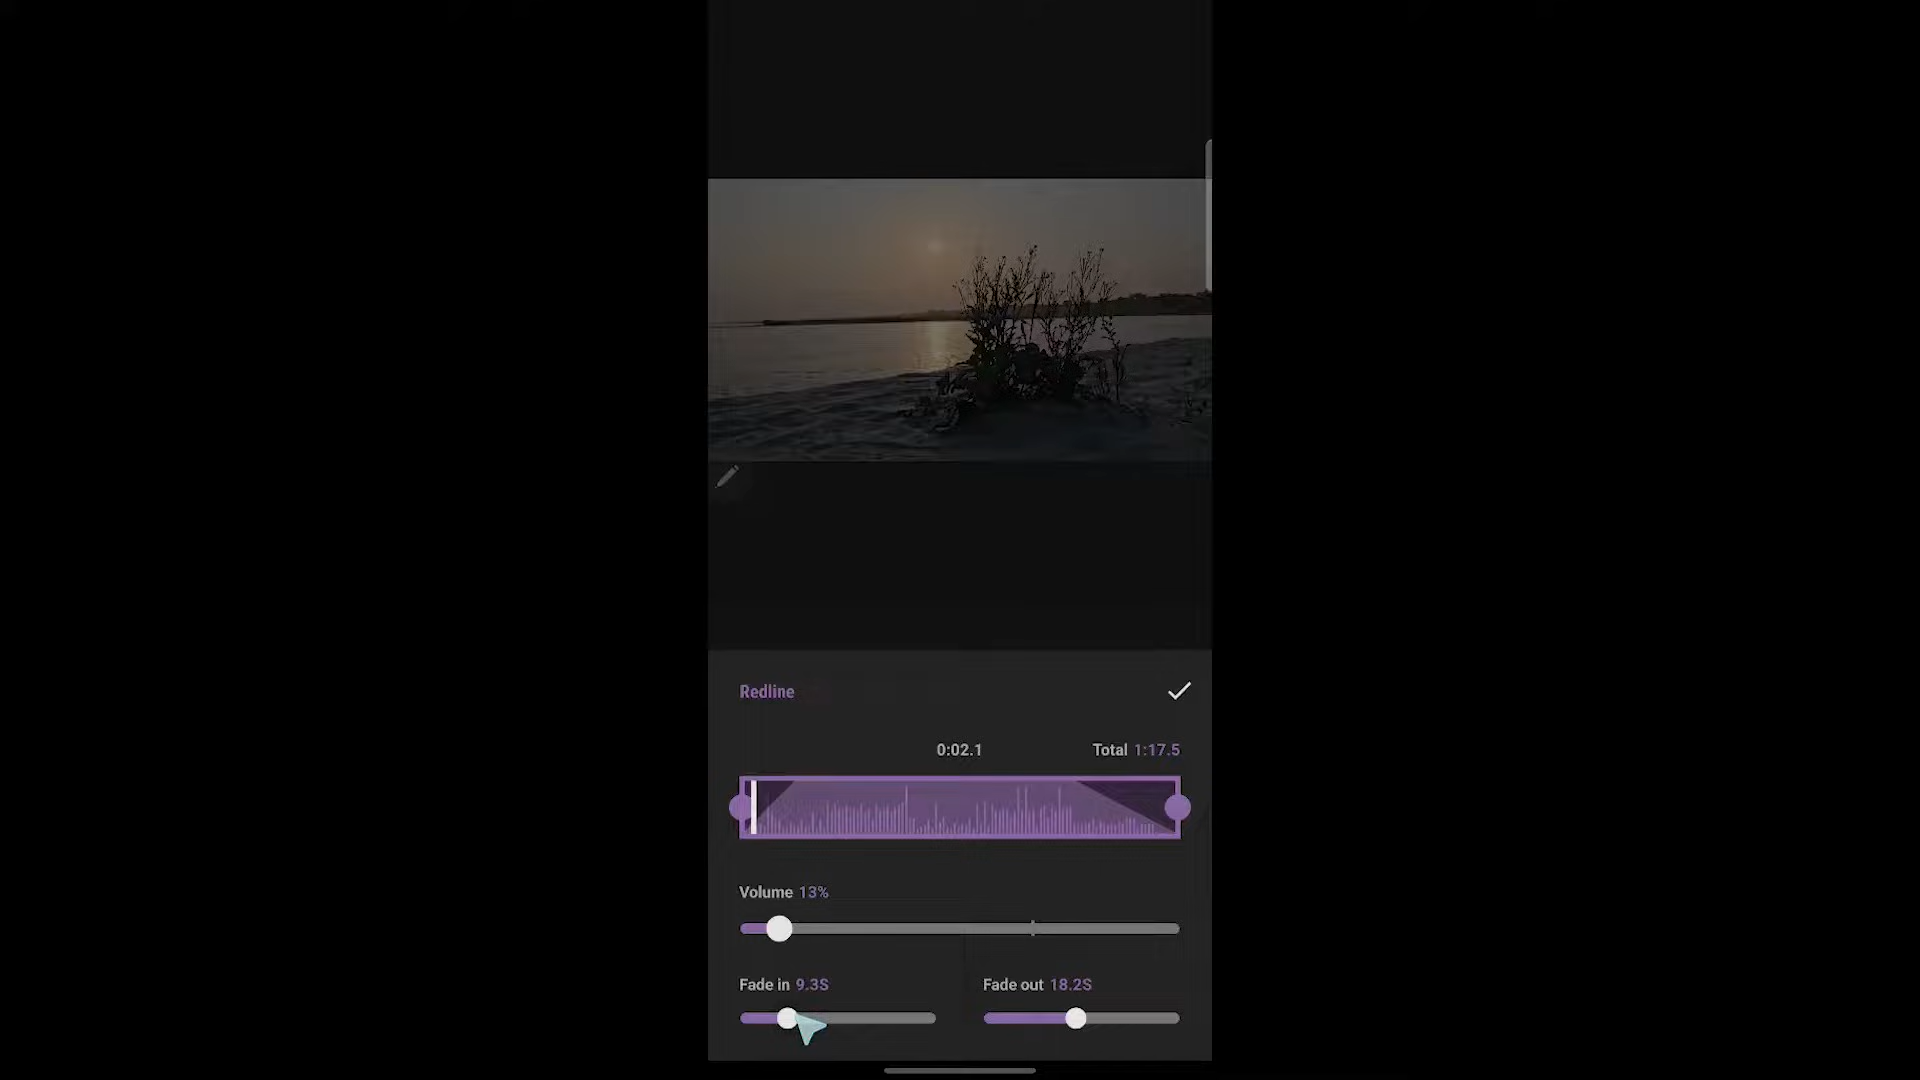 Redline
0:02.1
Total 1:17.5
Volume 13%
Fade in 9.3S
Fade out 18.2S